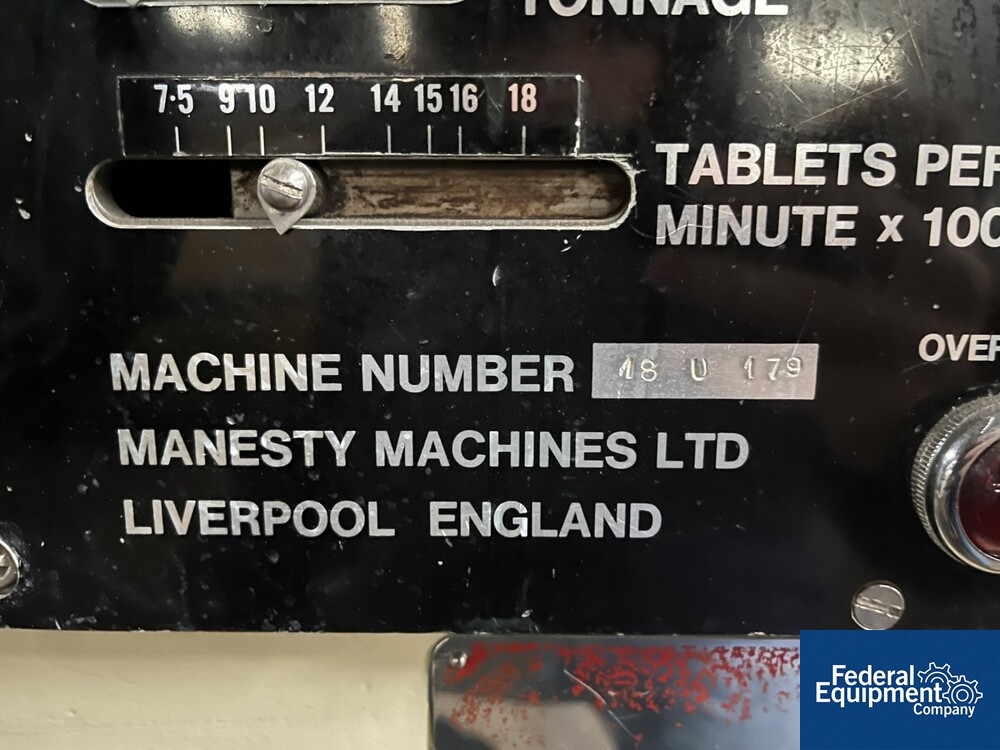 TONNAGE
7·5 9 10 12 14 15 16 18
TABLETS PER
MINUTE x 100
MACHINE NUMBER 18 U 179
MANESTY MACHINES LTD
LIVERPOOL ENGLAND
OVER
Federal
Equipment
Company